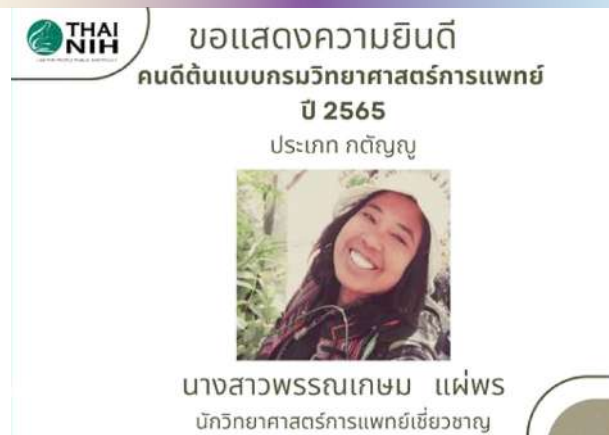 THAI
NIH
ขอแสดงความยินดี
คนดีต้นแบบกรมวิทยาศาสตร์การแพทย์
ปี 2565
ประเภท กตัญญู
นางสาวพรรณเกษม แผ่พร
นักวิทยาศาสตร์การแพทย์เชี่ยวชาญ